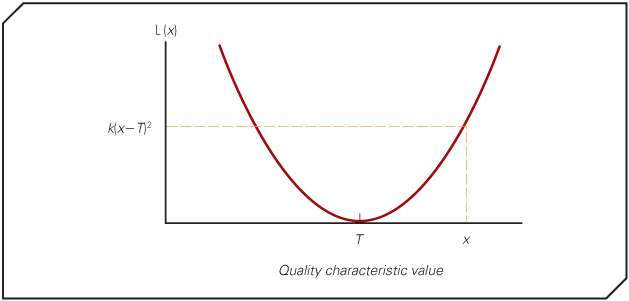 L (x)
k(x−T)²
T
x
Quality characteristic value